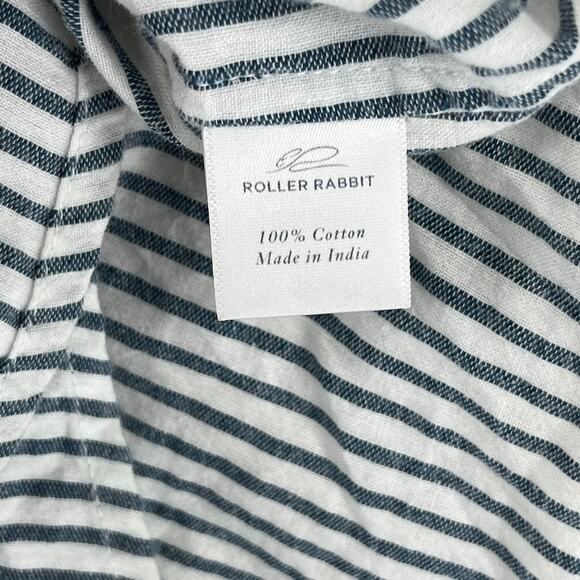 ROLLER RABBIT
100% Cotton
Made in India